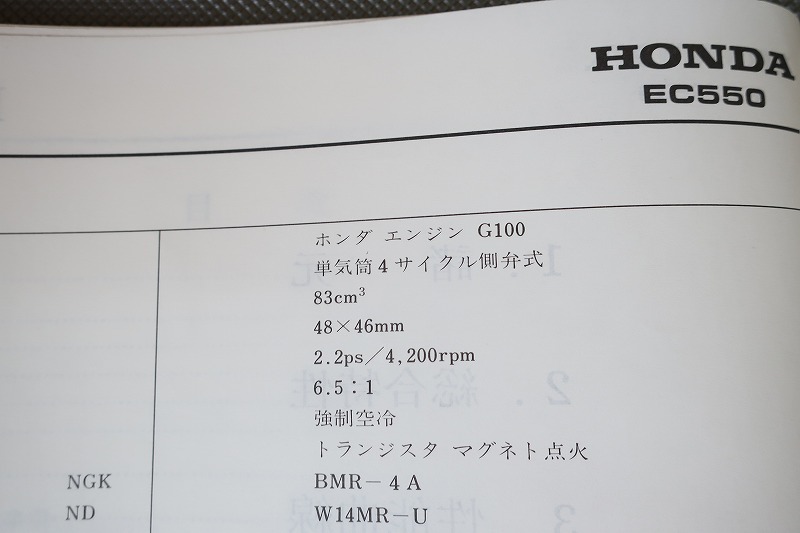 HONDA
EC550
ホンダ エンジン G100
単気筒4サイクル側弁式
83cm³
48×46mm
2.2ps／4,200rpm
6.5：1
強制空冷
トランジスタ マグネト点火
NGK BMR－4A
ND W14MR－U